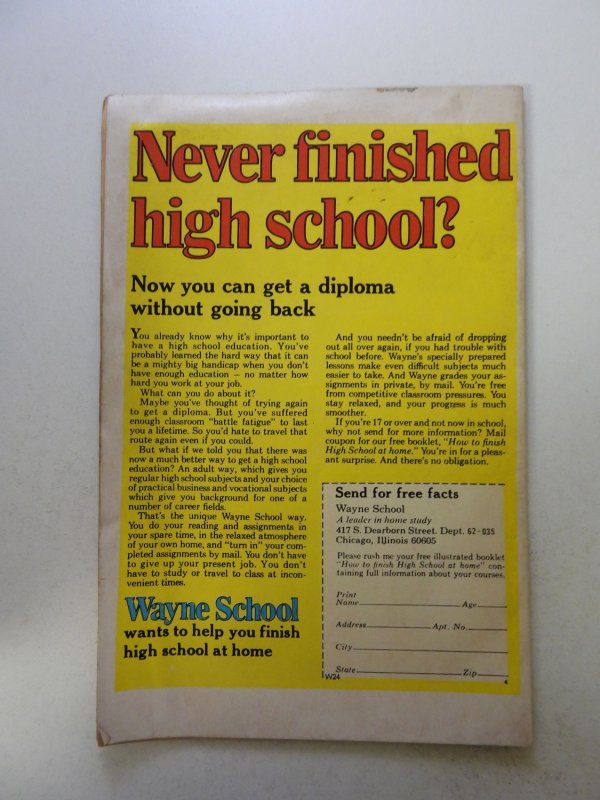 Never finished
high school?
Now you can get a diploma
without going back
You already know why it's important to
have a high school education. You've
probably learned the hard way that it can
be a mighty big handicap when you don't
have enough education — no matter how
hard you work at your job.
What can you do about it?
Maybe you've thought of trying again
to get a diploma. But you've suffered
enough classroom "battle fatigue" to last
you a lifetime. So you'd hate to travel that
route again even if you could.
But what if we told you that there was
now a much better way to get a high school
education? An adult way, which gives you
regular high school subjects and your choice
of practical business and vocational subjects
which give you background for one of a
number of career fields.
That's the unique Wayne School way.
You do your reading and assignments in
your spare time, in the relaxed atmosphere
of your own home, and "turn in" your com-
pleted assignments by mail. You don't have
to give up your present job. You don't
have to study or travel to class at incon-
venient times.
Wayne School
wants to help you finish
high school at home
And you needn't be afraid of dropping
out all over again, if you had trouble with
school before. Wayne's specially prepared
lessons make even difficult subjects much
easier to take. And Wayne grades your as-
signments in private, by mail. You're free
from competitive classroom pressures. You
stay relaxed, and your progress is much
smoother.
If you're 17 or over and not now in school,
why not send for more information? Mail
coupon for our free booklet, "How to finish
High School at home." You're in for a pleas-
ant surprise. And there's no obligation.
Send for free facts
Wayne School
A leader in home study
417 S. Dearborn Street, Dept. 62-035
Chicago, Illinois 60605
Please rush me your free illustrated booklet
"How to finish High School at home" con-
taining full information about your courses.
Print
Name Age
Address Apt. No.
City
State Zip
W24 4